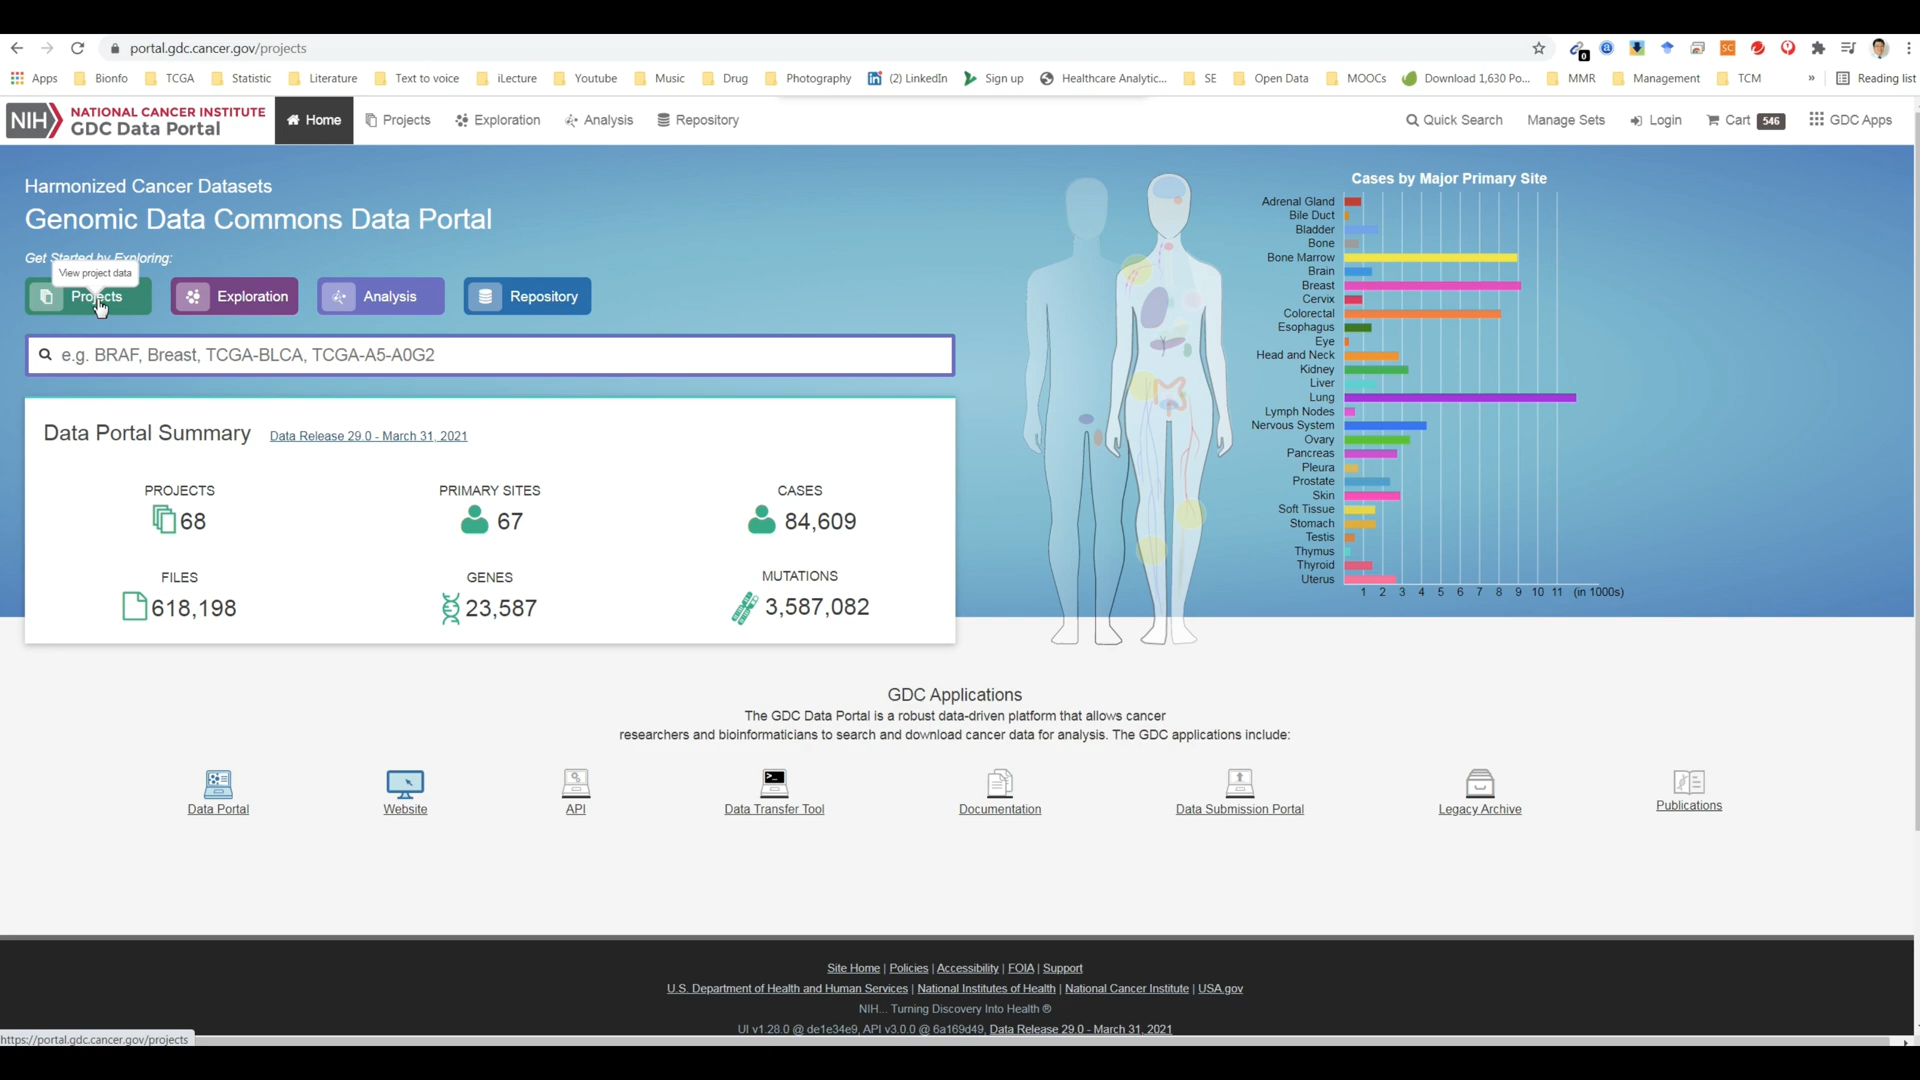 portal.gdc.cancer.gov/projects
0
a
SC
Apps Bionfo TCGA Statistic Literature Text to voice iLecture Youtube Music Drug Photography (2) LinkedIn Sign up Healthcare Analytic... SE Open Data MOOCs Download 1,630 Po... MMR Management TCM » Reading list
NIH NATIONAL CANCER INSTITUTE
GDC Data Portal
Home Projects Exploration Analysis Repository Quick Search Manage Sets Login Cart 546 GDC Apps
Harmonized Cancer Datasets
Genomic Data Commons Data Portal
Get Started by Exploring:
View project data
Projects Exploration Analysis Repository
e.g. BRAF, Breast, TCGA-BLCA, TCGA-A5-A0G2
Data Portal Summary Data Release 29.0 - March 31, 2021
PROJECTS PRIMARY SITES CASES
68 67 84,609
FILES GENES MUTATIONS
618,198 23,587 3,587,082
Cases by Major Primary Site
Adrenal Gland
Bile Duct
Bladder
Bone
Bone Marrow
Brain
Breast
Cervix
Colorectal
Esophagus
Eye
Head and Neck
Kidney
Liver
Lung
Lymph Nodes
Nervous System
Ovary
Pancreas
Pleura
Prostate
Skin
Soft Tissue
Stomach
Testis
Thymus
Thyroid
Uterus
1 2 3 4 5 6 7 8 9 10 11 (in 1000s)
GDC Applications
The GDC Data Portal is a robust data-driven platform that allows cancer
researchers and bioinformaticians to search and download cancer data for analysis. The GDC applications include:
Data Portal Website API Data Transfer Tool Documentation Data Submission Portal Legacy Archive Publications
Site Home | Policies | Accessibility | FOIA | Support
U.S. Department of Health and Human Services | National Institutes of Health | National Cancer Institute | USA.gov
NIH... Turning Discovery Into Health ®
UI v1.28.0 @ de1e34e9, API v3.0.0 @ 6a169d49, Data Release 29.0 - March 31, 2021
https://portal.gdc.cancer.gov/projects